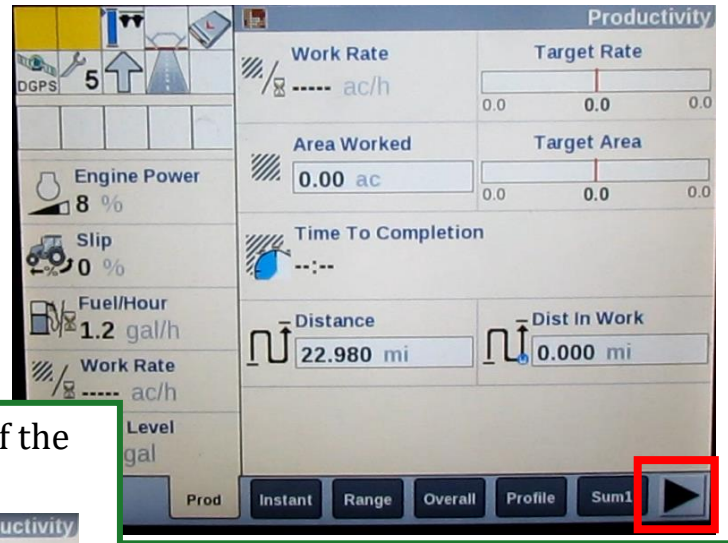 Productivity
DGPS 5
Work Rate
----- ac/h
Target Rate
0.0 0.0 0.0
Area Worked
0.00 ac
Target Area
0.0 0.0 0.0
Time To Completion
--:--
Distance
22.980 mi
Dist In Work
0.000 mi
Engine Power
8 %
Slip
0 %
Fuel/Hour
1.2 gal/h
Work Rate
----- ac/h
Level
gal
f the
uctivity
Prod Instant Range Overall Profile Sum1